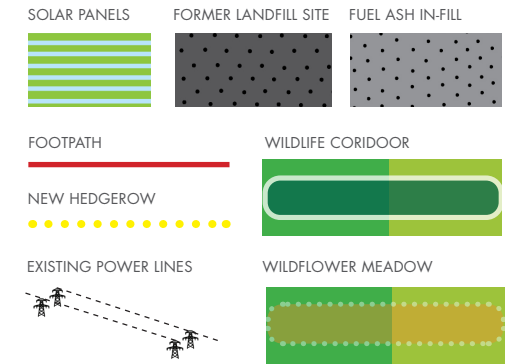 SOLAR PANELS
FORMER LANDFILL SITE
FUEL ASH IN-FILL
FOOTPATH
WILDLIFE CORIDOOR
NEW HEDGEROW
EXISTING POWER LINES
WILDFLOWER MEADOW